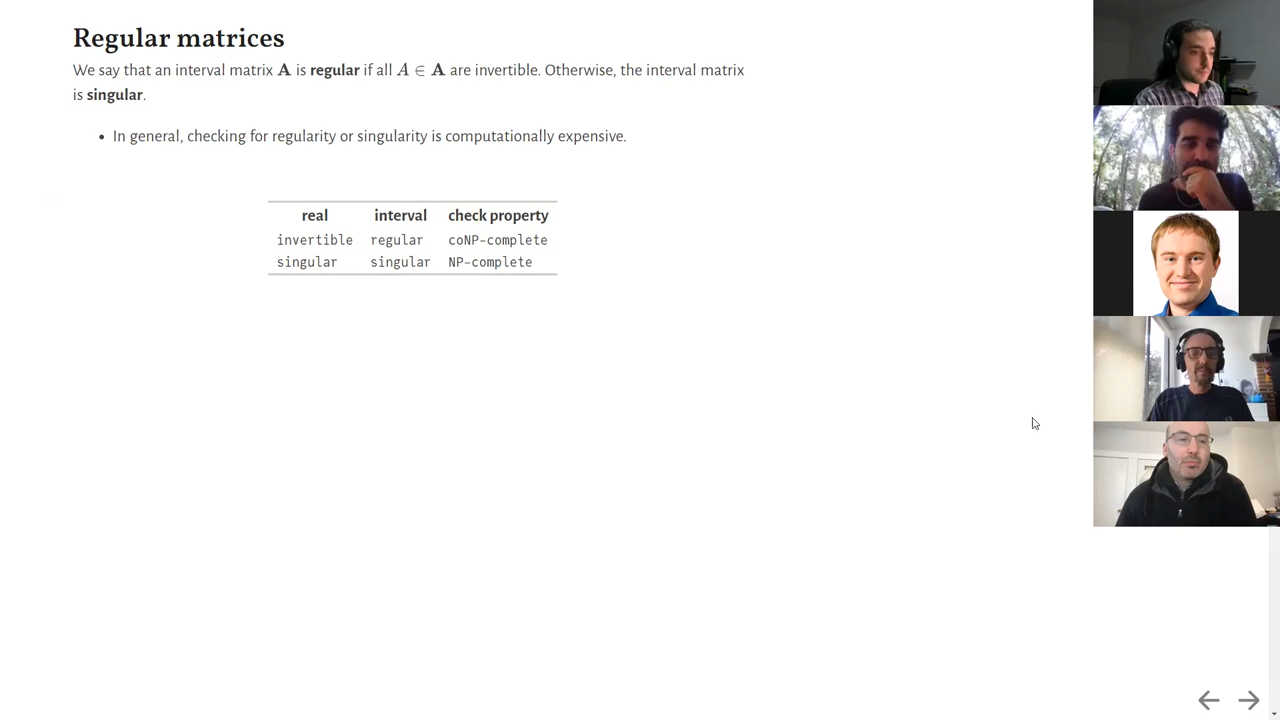 Regular matrices
We say that an interval matrix A is regular if all A ∈ A are invertible. Otherwise, the interval matrix
is singular.
• In general, checking for regularity or singularity is computationally expensive.
real interval check property
invertible regular coNP-complete
singular singular NP-complete